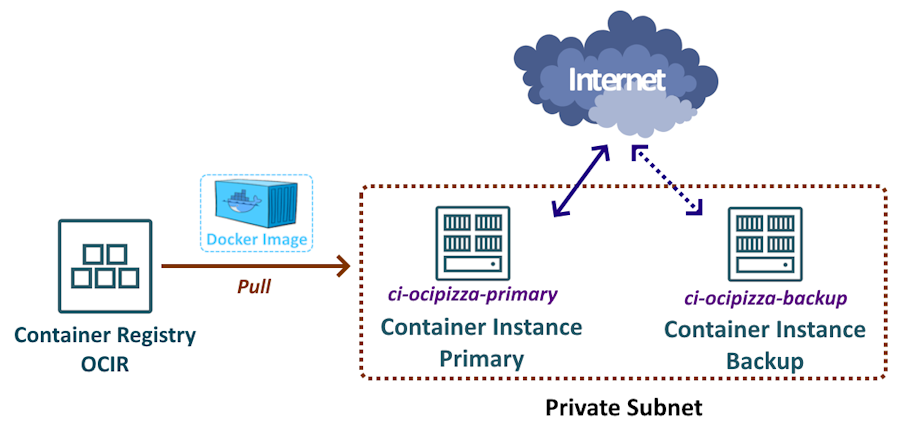 Internet
Docker Image
Pull
Container Registry
OCIR
ci-ocipizza-primary
Container Instance
Primary
ci-ocipizza-backup
Container Instance
Backup
Private Subnet